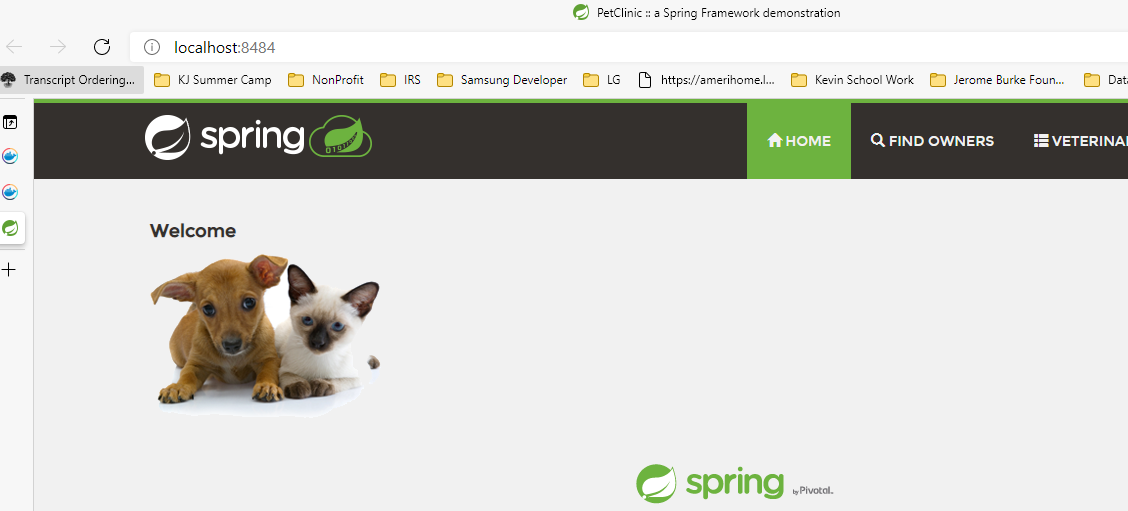 PetClinic :: a Spring Framework demonstration
localhost:8484
Transcript Ordering... KJ Summer Camp NonProfit IRS Samsung Developer LG https://amerihome.l... Kevin School Work Jerome Burke Foun... Data
spring
HOME FIND OWNERS VETERINA
Welcome
spring by Pivotal